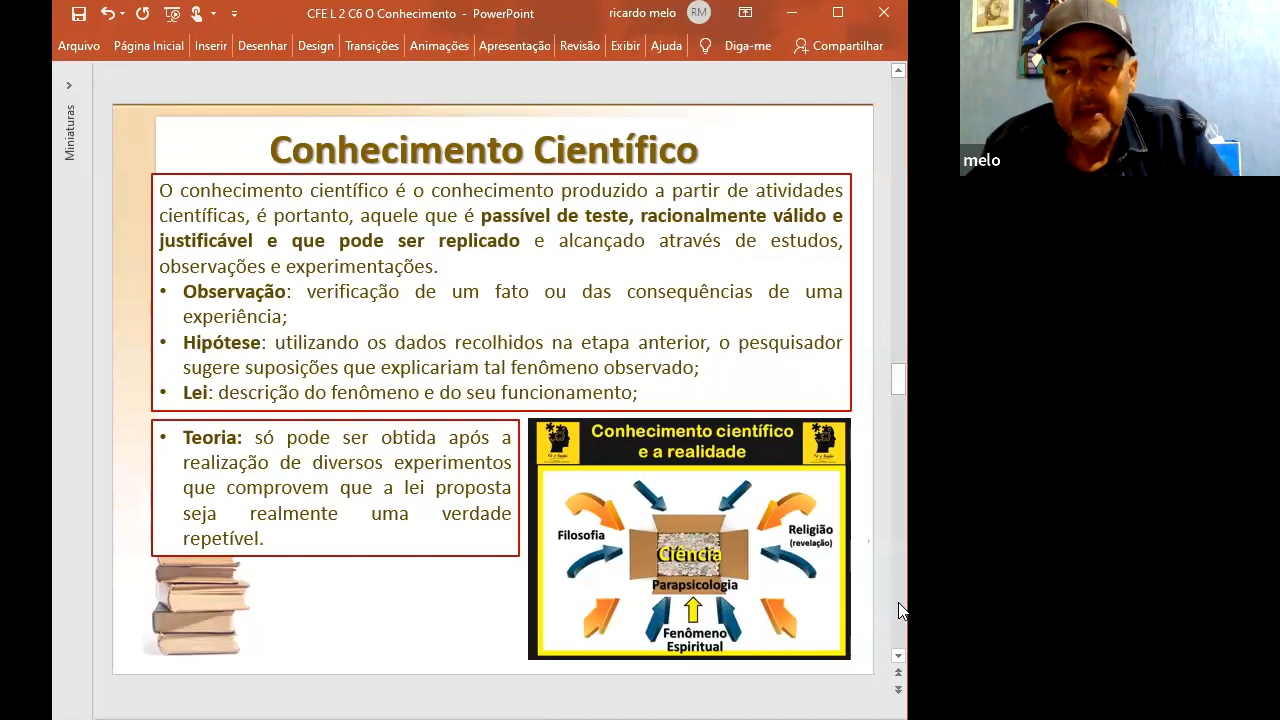 CFE L 2 C6 O Conhecimento - PowerPoint
ricardo melo
RM
Arquivo Página Inicial Inserir Desenhar Design Transições Animações Apresentação Revisão Exibir Ajuda Diga-me Compartilhar
Miniaturas
Conhecimento Científico
O conhecimento científico é o conhecimento produzido a partir de atividades
científicas, é portanto, aquele que é passível de teste, racionalmente válido e
justificável e que pode ser replicado e alcançado através de estudos,
observações e experimentações.
• Observação: verificação de um fato ou das consequências de uma
experiência;
• Hipótese: utilizando os dados recolhidos na etapa anterior, o pesquisador
sugere suposições que explicariam tal fenômeno observado;
• Lei: descrição do fenômeno e do seu funcionamento;
• Teoria: só pode ser obtida após a
realização de diversos experimentos
que comprovem que a lei proposta
seja realmente uma verdade
repetível.
Conhecimento científico
e a realidade
Filosofia
Religião
(revelação)
Ciência
Parapsicologia
Fenômeno
Espiritual
melo